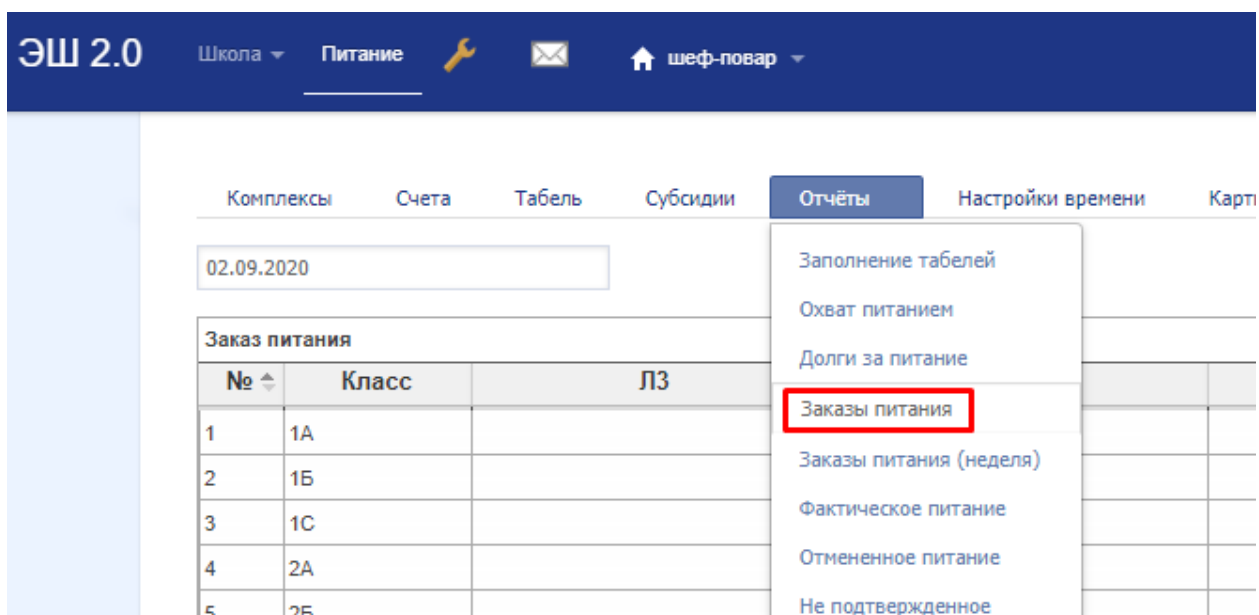 ЭШ 2.0 Школа Питание шеф-повар
Комплексы Счета Табель Субсидии Отчёты Настройки времени
02.09.2020
Заполнение табелей
Охват питанием
Долги за питание
Заказы питания
Заказы питания (неделя)
Фактическое питание
Отмененное питание
Не подтвержденное
Заказ питания
№ Класс ЛЗ
1 1А
2 1Б
3 1С
4 2А
5 2Б